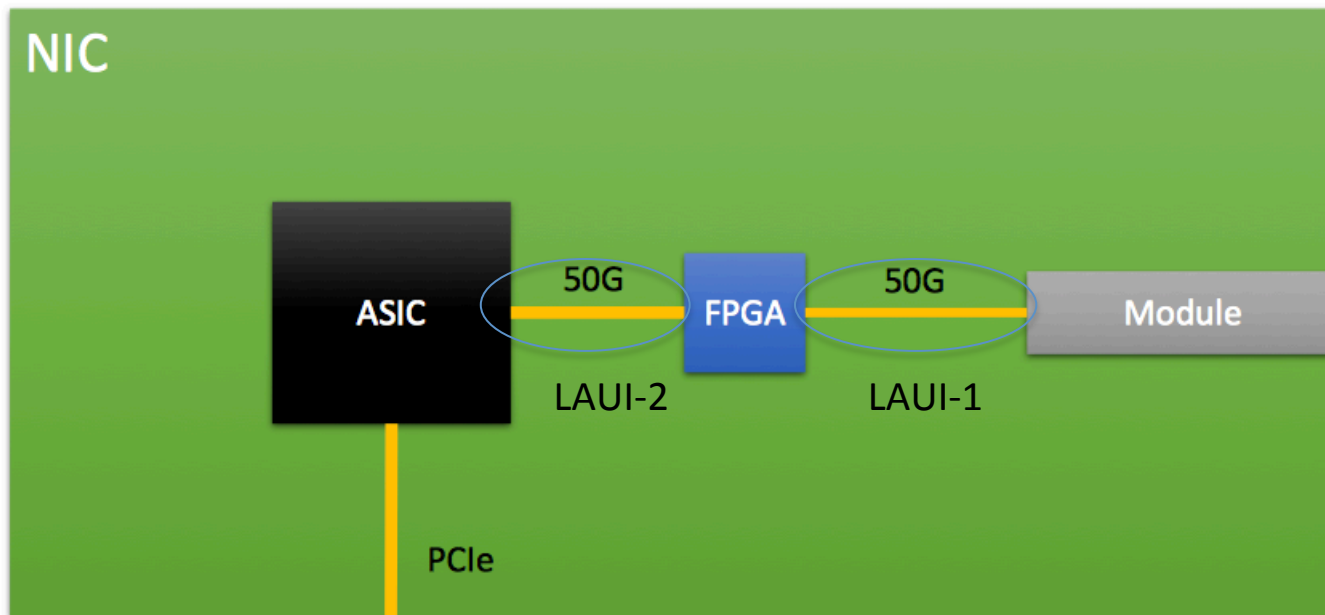 NIC
50G
50G
ASIC
FPGA
Module
LAUI-2
LAUI-1
PCIe